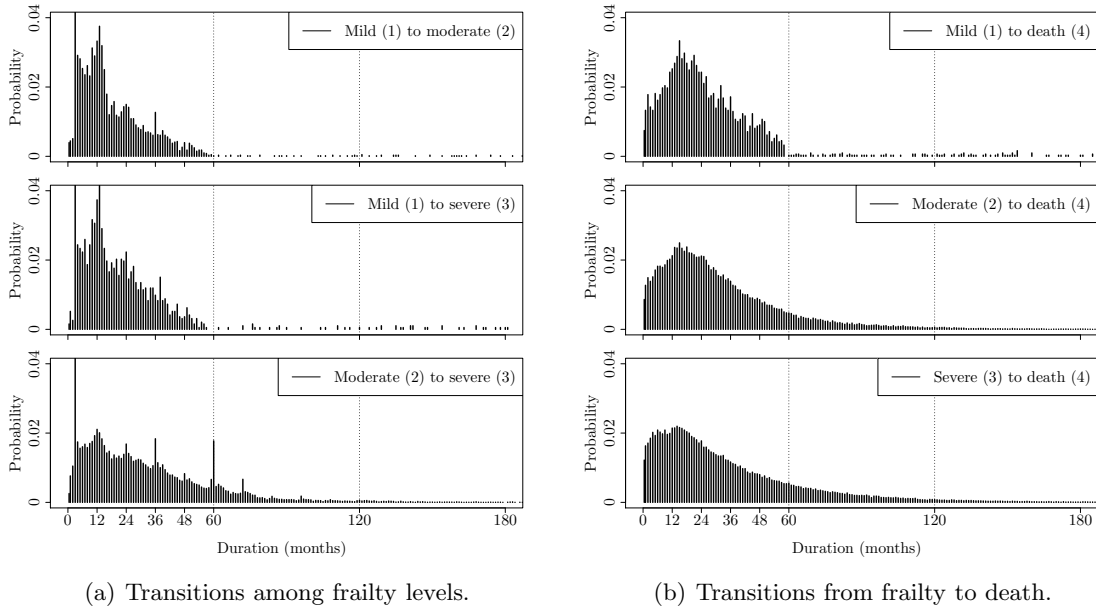 Probability
0 0.02 0.04
Mild (1) to moderate (2)
Probability
0 0.02 0.04
Mild (1) to severe (3)
Probability
0 0.02 0.04
Moderate (2) to severe (3)
0 12 24 36 48 60 120 180
Duration (months)
(a) Transitions among frailty levels.
Probability
0 0.02 0.04
Mild (1) to death (4)
Probability
0 0.02 0.04
Moderate (2) to death (4)
Probability
0 0.02 0.04
Severe (3) to death (4)
0 12 24 36 48 60 120 180
Duration (months)
(b) Transitions from frailty to death.